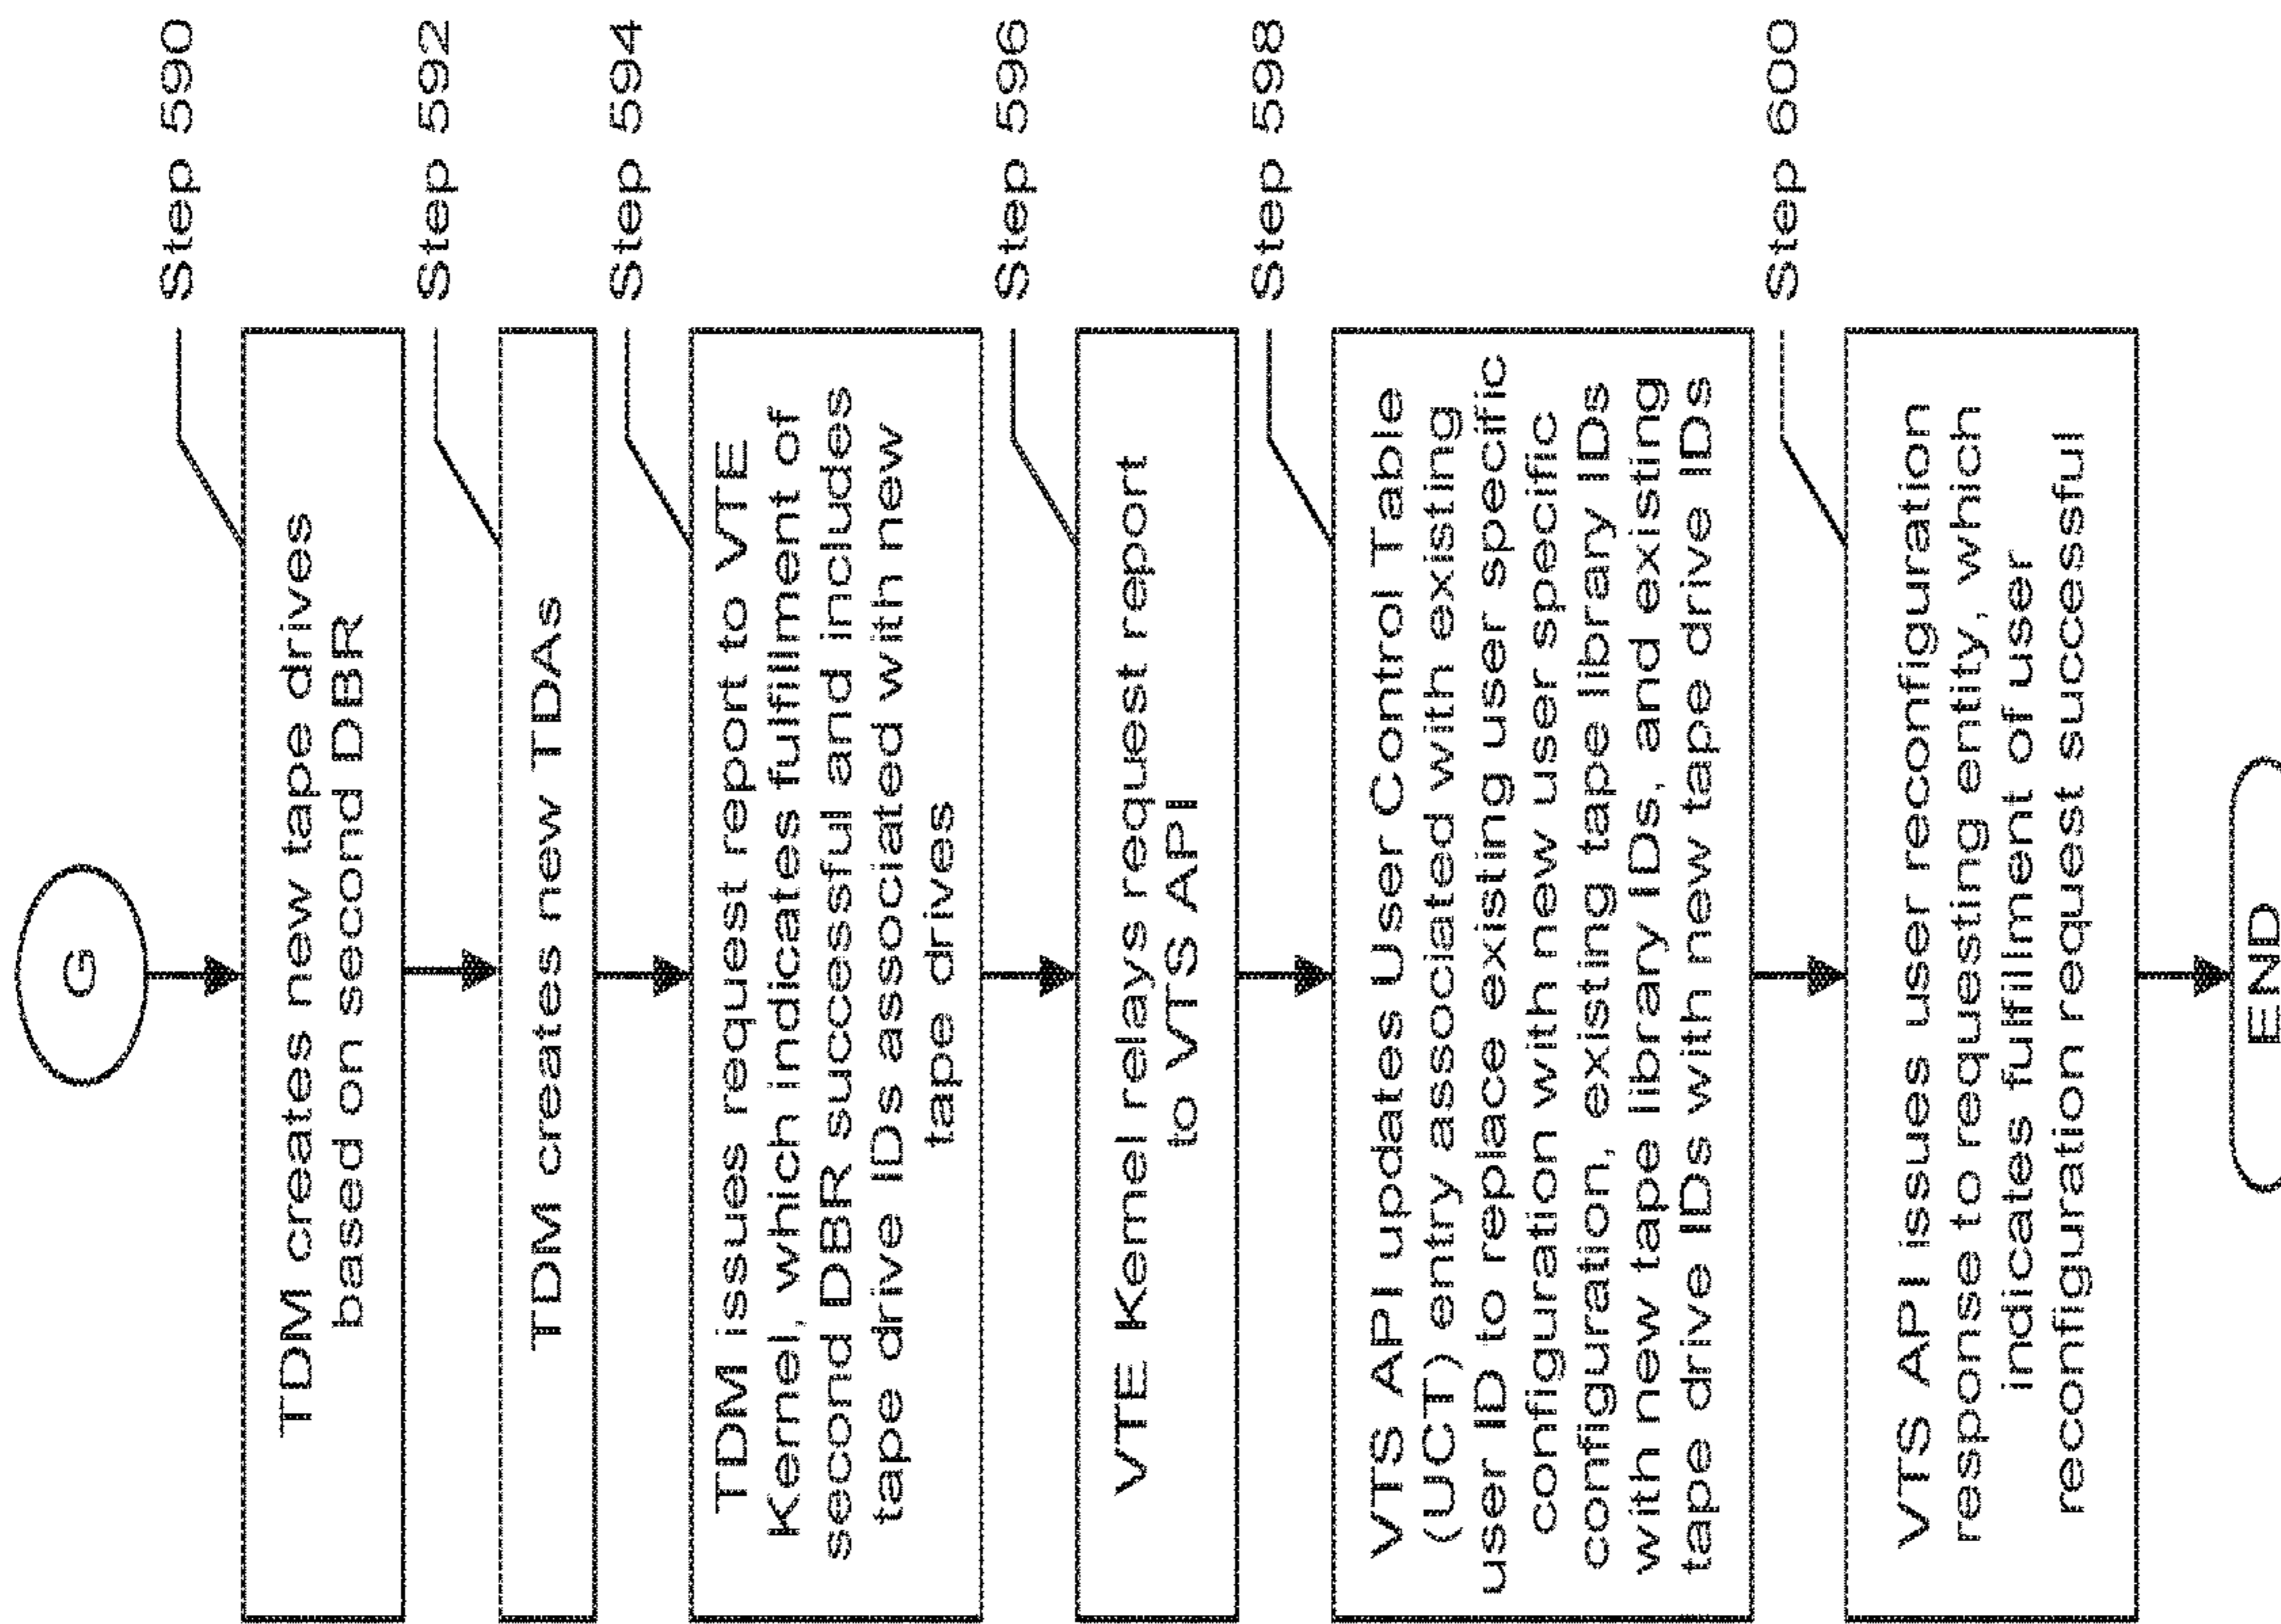 G
Step 590
TDM creates new tape drives
based on second DBR
Step 592
TDM creates new TDAs
Step 594
TDM issues request report to VTE
Kernel, which indicates fulfillment of
second DBR successful and includes
tape drive IDs associated with new
tape drives
Step 596
VTE Kernel relays request report
to VTS API
Step 598
VTS API updates User Control Table
(UCT) entry associated with existing
user ID to replace existing user specific
configuration with new user specific
configuration, existing tape library IDs
with new tape library IDs, and existing
tape drive IDs with new tape drive IDs
Step 600
VTS API issues user reconfiguration
response to requesting entity, which
indicates fulfillment of user
reconfiguration request successful
END